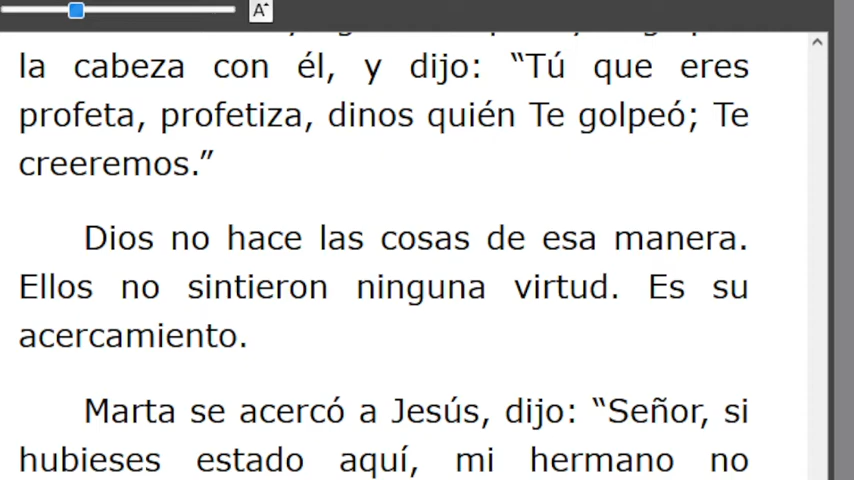 A
la cabeza con él, y dijo: “Tú que eres
profeta, profetiza, dinos quién Te golpeó; Te
creeremos.”
Dios no hace las cosas de esa manera.
Ellos no sintieron ninguna virtud. Es su
acercamiento.
Marta se acercó a Jesús, dijo: “Señor, si
hubieses estado aquí, mi hermano no